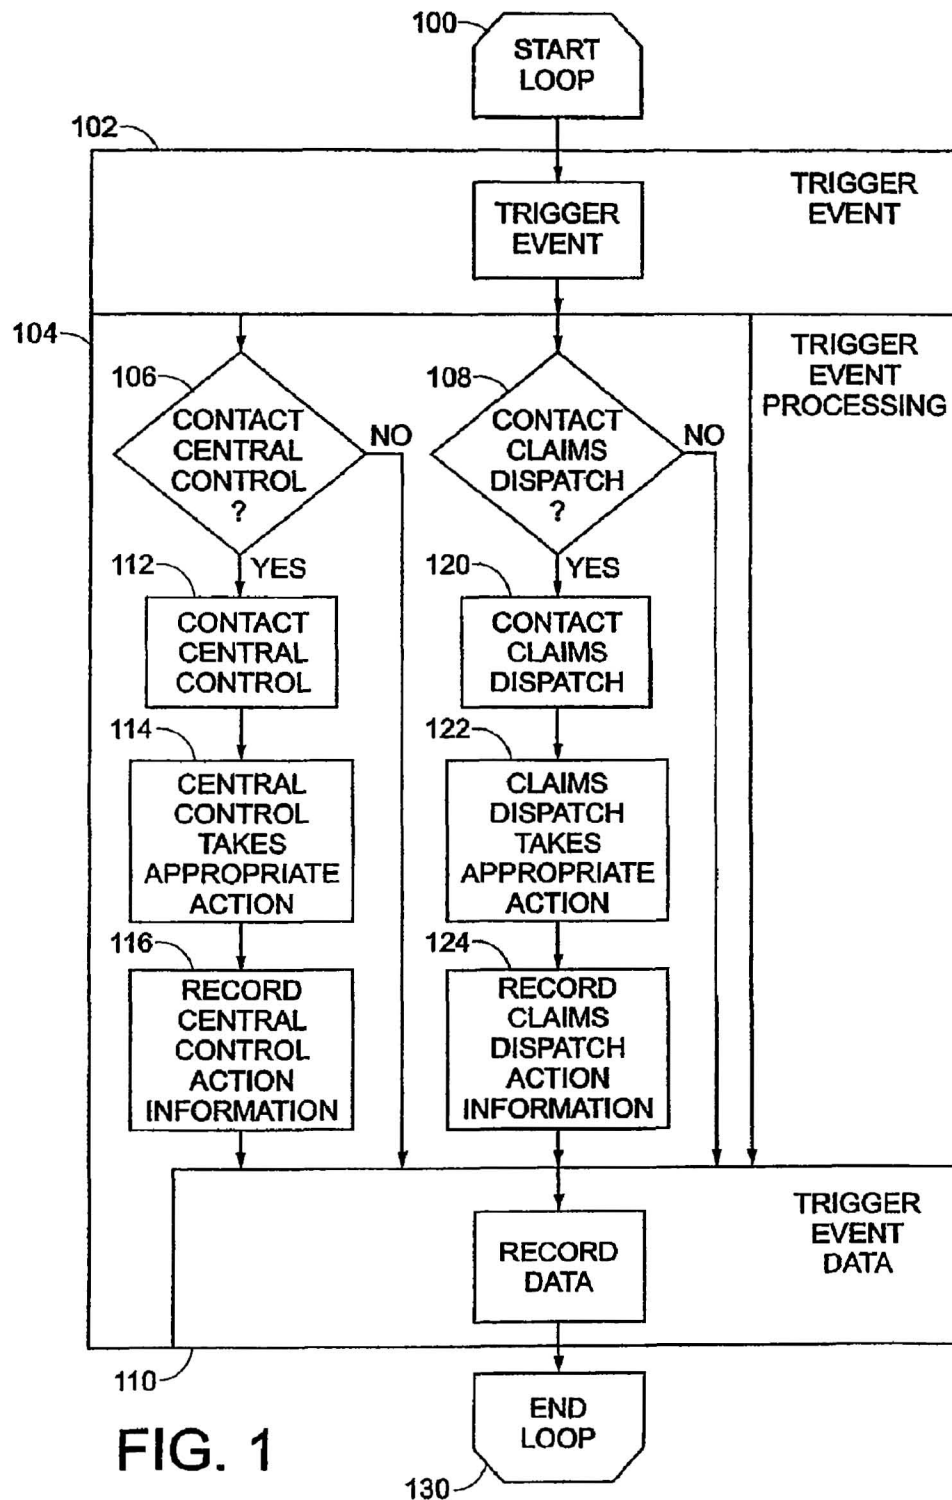 100
START
LOOP
102
TRIGGER
EVENT
TRIGGER
EVENT
104
TRIGGER
EVENT
PROCESSING
106
CONTACT
CENTRAL
CONTROL
?
NO
YES
108
CONTACT
CLAIMS
DISPATCH
?
NO
YES
112
CONTACT
CENTRAL
CONTROL
120
CONTACT
CLAIMS
DISPATCH
114
CENTRAL
CONTROL
TAKES
APPROPRIATE
ACTION
122
CLAIMS
DISPATCH
TAKES
APPROPRIATE
ACTION
116
RECORD
CENTRAL
CONTROL
ACTION
INFORMATION
124
RECORD
CLAIMS
DISPATCH
ACTION
INFORMATION
TRIGGER
EVENT
DATA
RECORD
DATA
110
END
LOOP
130
FIG. 1